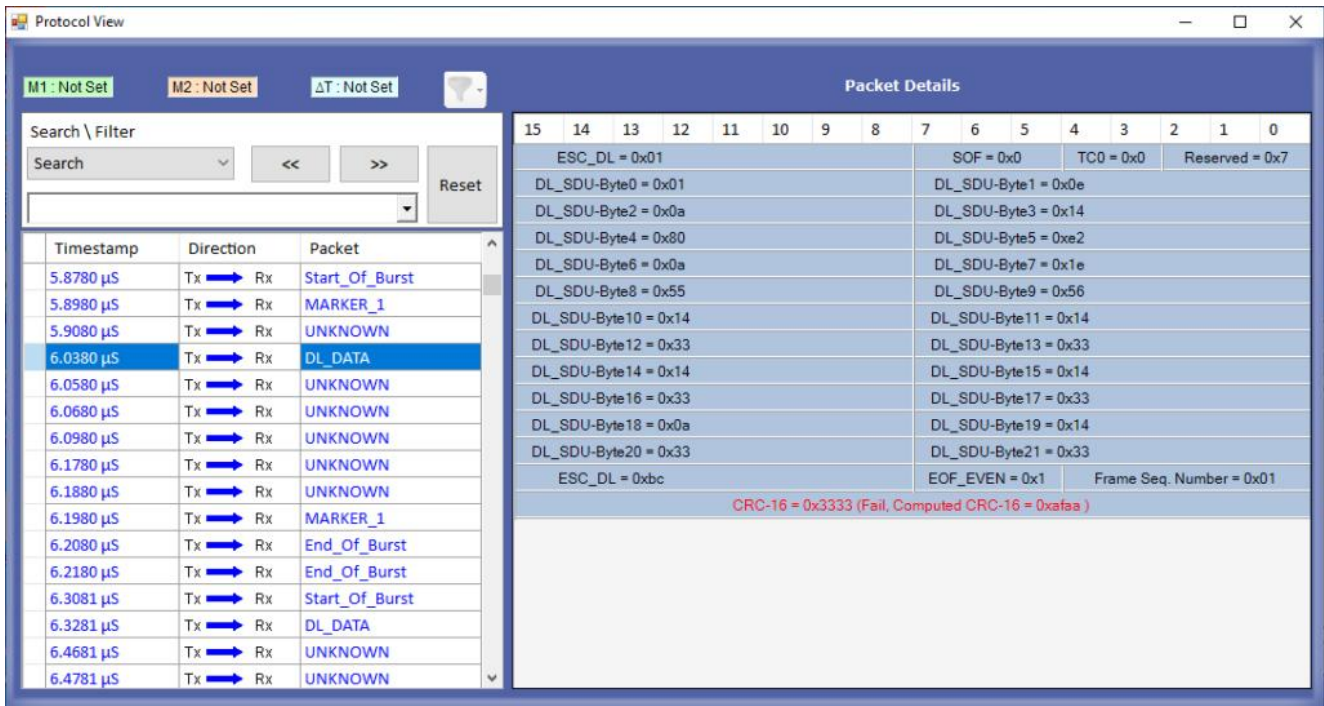 Protocol View
M1 : Not Set M2 : Not Set ΔT : Not Set
Search \ Filter
Search << >> Reset
Timestamp Direction Packet
5.8780 µS Tx Rx Start_Of_Burst
5.8980 µS Tx Rx MARKER_1
5.9080 µS Tx Rx UNKNOWN
6.0380 µS Tx Rx DL_DATA
6.0580 µS Tx Rx UNKNOWN
6.0680 µS Tx Rx UNKNOWN
6.0980 µS Tx Rx UNKNOWN
6.1780 µS Tx Rx UNKNOWN
6.1880 µS Tx Rx UNKNOWN
6.1980 µS Tx Rx MARKER_1
6.2080 µS Tx Rx End_Of_Burst
6.2180 µS Tx Rx End_Of_Burst
6.3081 µS Tx Rx Start_Of_Burst
6.3281 µS Tx Rx DL_DATA
6.4681 µS Tx Rx UNKNOWN
6.4781 µS Tx Rx UNKNOWN
Packet Details
15 14 13 12 11 10 9 8 7 6 5 4 3 2 1 0
ESC_DL = 0x01 SOF = 0x0 TC0 = 0x0 Reserved = 0x7
DL_SDU-Byte0 = 0x01 DL_SDU-Byte1 = 0x0e
DL_SDU-Byte2 = 0x0a DL_SDU-Byte3 = 0x14
DL_SDU-Byte4 = 0x80 DL_SDU-Byte5 = 0xe2
DL_SDU-Byte6 = 0x0a DL_SDU-Byte7 = 0x1e
DL_SDU-Byte8 = 0x55 DL_SDU-Byte9 = 0x56
DL_SDU-Byte10 = 0x14 DL_SDU-Byte11 = 0x14
DL_SDU-Byte12 = 0x33 DL_SDU-Byte13 = 0x33
DL_SDU-Byte14 = 0x14 DL_SDU-Byte15 = 0x14
DL_SDU-Byte16 = 0x33 DL_SDU-Byte17 = 0x33
DL_SDU-Byte18 = 0x0a DL_SDU-Byte19 = 0x14
DL_SDU-Byte20 = 0x33 DL_SDU-Byte21 = 0x33
ESC_DL = 0xbc EOF_EVEN = 0x1 Frame Seq. Number = 0x01
CRC-16 = 0x3333 (Fail, Computed CRC-16 = 0xafaa )